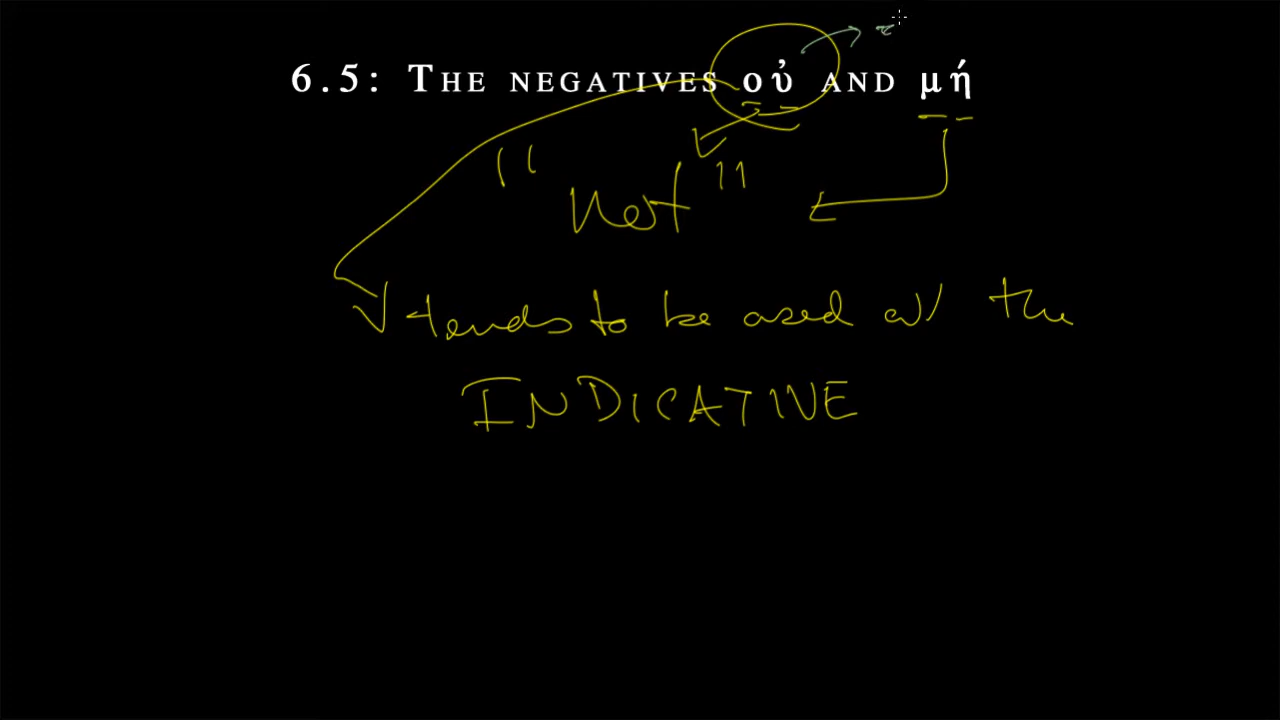 6.5: THE NEGATIVES οὐ AND μή
"not"
tends to be used w/ the
INDICATIVE